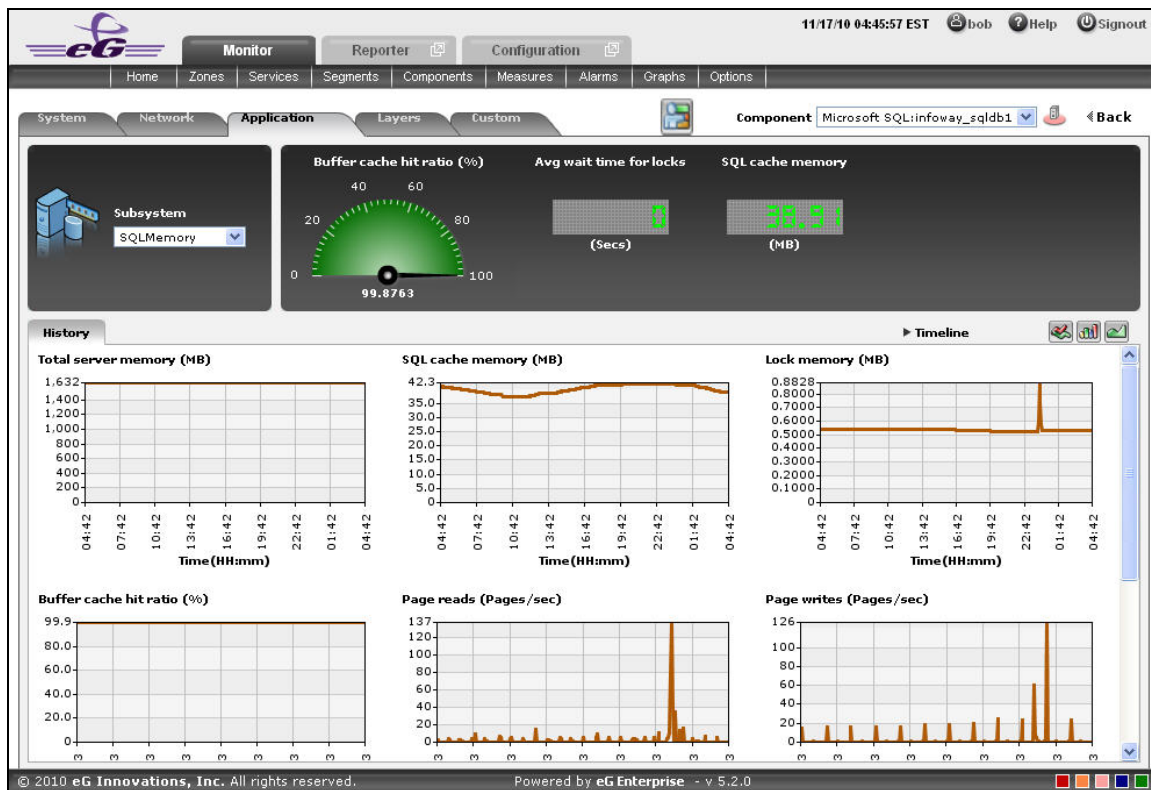 11/17/10 04:45:57 EST bob Help Signout
eG
Monitor Reporter Configuration
Home Zones Services Segments Components Measures Alarms Graphs Options
System Network Application Layers Custom
Component Microsoft SQL:infoway_sqldb1 Back
Subsystem
SQLMemory
Buffer cache hit ratio (%)
0 20 40 60 80 100
99.8763
Avg wait time for locks
0
(Secs)
SQL cache memory
38.91
(MB)
History
Timeline
Total server memory (MB)
1,632
1,400
1,200
1,000
800
600
400
200
0
04:42 07:42 10:42 13:42 16:42 19:42 22:42 01:42 04:42
Time(HH:mm)
SQL cache memory (MB)
42.3
35.0
30.0
25.0
20.0
15.0
10.0
5.0
0
04:42 07:42 10:42 13:42 16:42 19:42 22:42 01:42 04:42
Time(HH:mm)
Lock memory (MB)
0.8828
0.80000
0.70000
0.60000
0.50000
0.40000
0.30000
0.20000
0.10000
0
04:42 07:42 10:42 13:42 16:42 19:42 22:42 01:42 04:42
Time(HH:mm)
Buffer cache hit ratio (%)
99.9
80.0
60.0
40.0
20.0
0
Page reads (Pages/sec)
137
120
100
80
60
40
20
0
Page writes (Pages/sec)
126
100
80
60
40
20
0
© 2010 eG Innovations, Inc. All rights reserved.
Powered by eG Enterprise - v 5.2.0